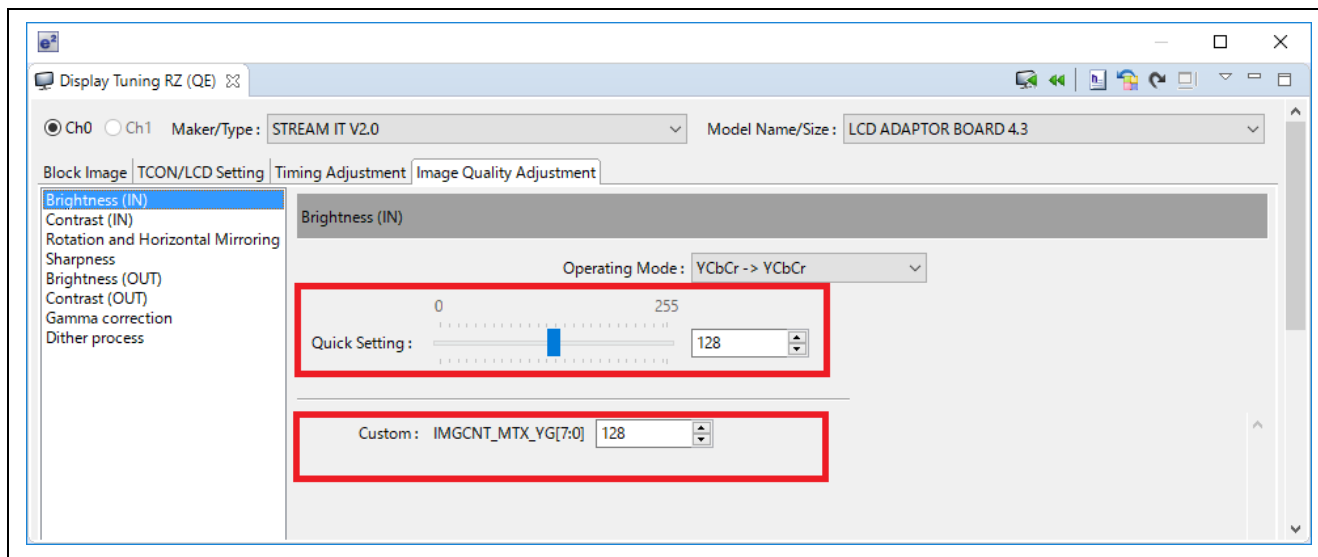 e²
Display Tuning RZ (QE)
Ch0 Ch1 Maker/Type : STREAM IT V2.0 Model Name/Size : LCD ADAPTOR BOARD 4.3
Block Image TCON/LCD Setting Timing Adjustment Image Quality Adjustment
Brightness (IN)
Contrast (IN)
Rotation and Horizontal Mirroring
Sharpness
Brightness (OUT)
Contrast (OUT)
Gamma correction
Dither process
Brightness (IN)
Operating Mode : YCbCr -> YCbCr
0 255
Quick Setting : 128
Custom : IMGCNT_MTX_YG[7:0] 128